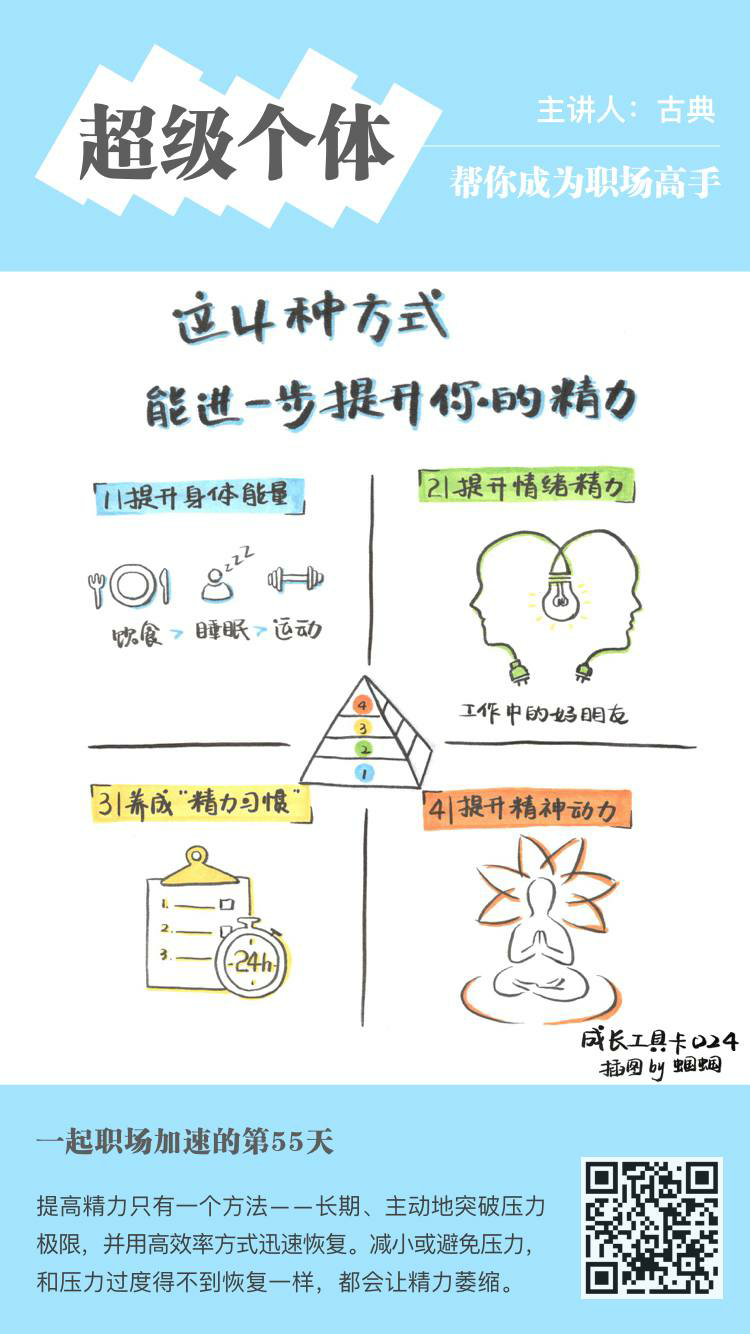 超级个体
主讲人：古典
帮你成为职场高手
这4种方式
能进一步提升你的精力
1|提升身体能量
饮食 > 睡眠 > 运动
zzz
2|提升情绪精力
工作中的好朋友
4
3
2
1
3|养成“精力习惯”
1.
2.
3.
24h
4|提升精神动力
成长工具卡024
插图by 蝈蝈
一起职场加速的第55天
提高精力只有一个方法——长期、主动地突破压力
极限，并用高效率方式迅速恢复。减小或避免压力，
和压力过度得不到恢复一样，都会让精力萎缩。